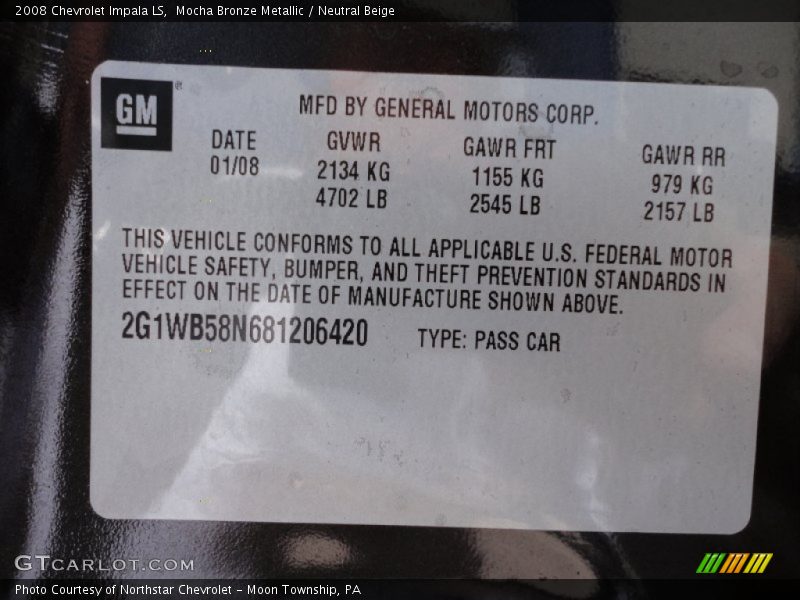 2008 Chevrolet Impala LS,  Mocha Bronze Metallic / Neutral Beige
GM®
MFD BY GENERAL MOTORS CORP.
DATE GVWR GAWR FRT GAWR RR
01/08 2134 KG 1155 KG 979 KG
4702 LB 2545 LB 2157 LB
THIS VEHICLE CONFORMS TO ALL APPLICABLE U.S. FEDERAL MOTOR
VEHICLE SAFETY, BUMPER, AND THEFT PREVENTION STANDARDS IN
EFFECT ON THE DATE OF MANUFACTURE SHOWN ABOVE.
2G1WB58N681206420 TYPE: PASS CAR
GTCARLOT.COM
Photo Courtesy of Northstar Chevrolet - Moon Township, PA